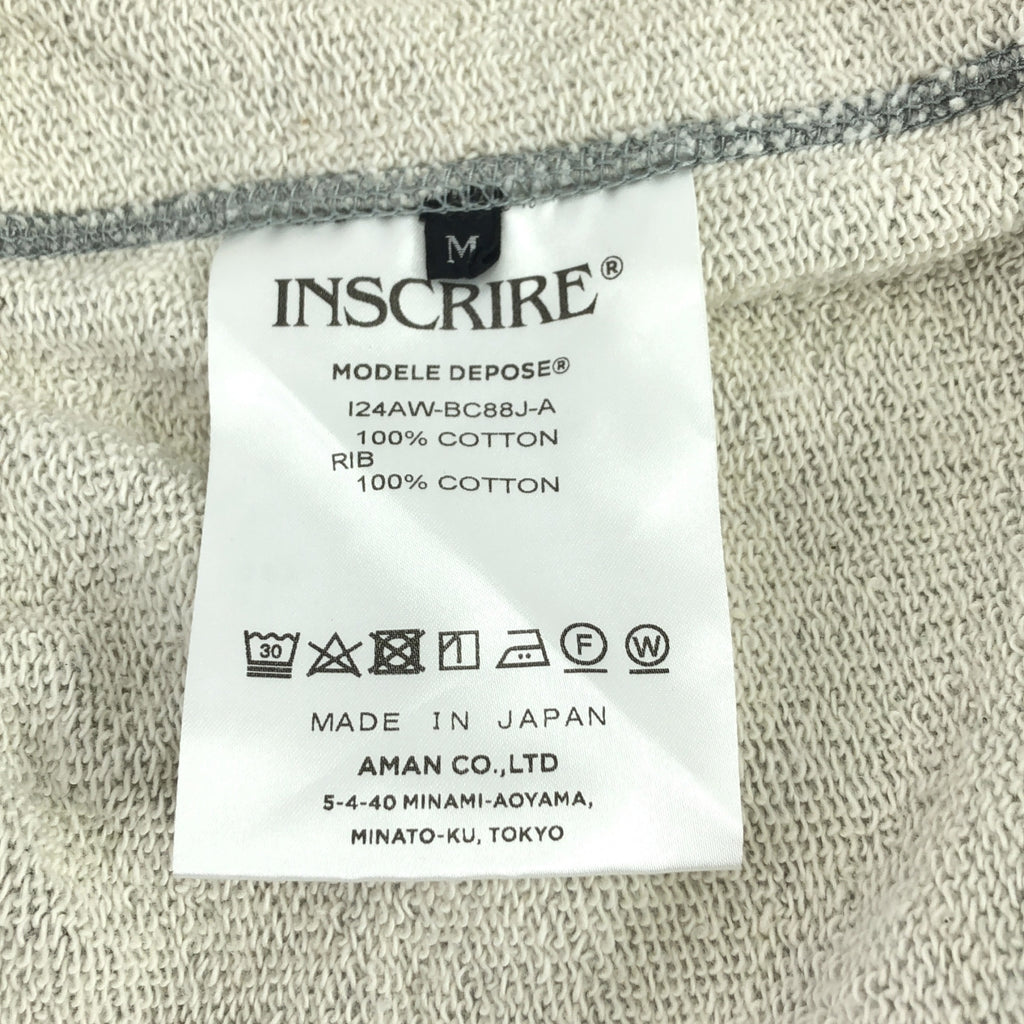 M
INSCRIRE®
MODELE DEPOSE®
I24AW-BC88J-A
100% COTTON
RIB
100% COTTON
30 F W
MADE IN JAPAN
AMAN CO.,LTD
5-4-40 MINAMI-AOYAMA,
MINATO-KU, TOKYO